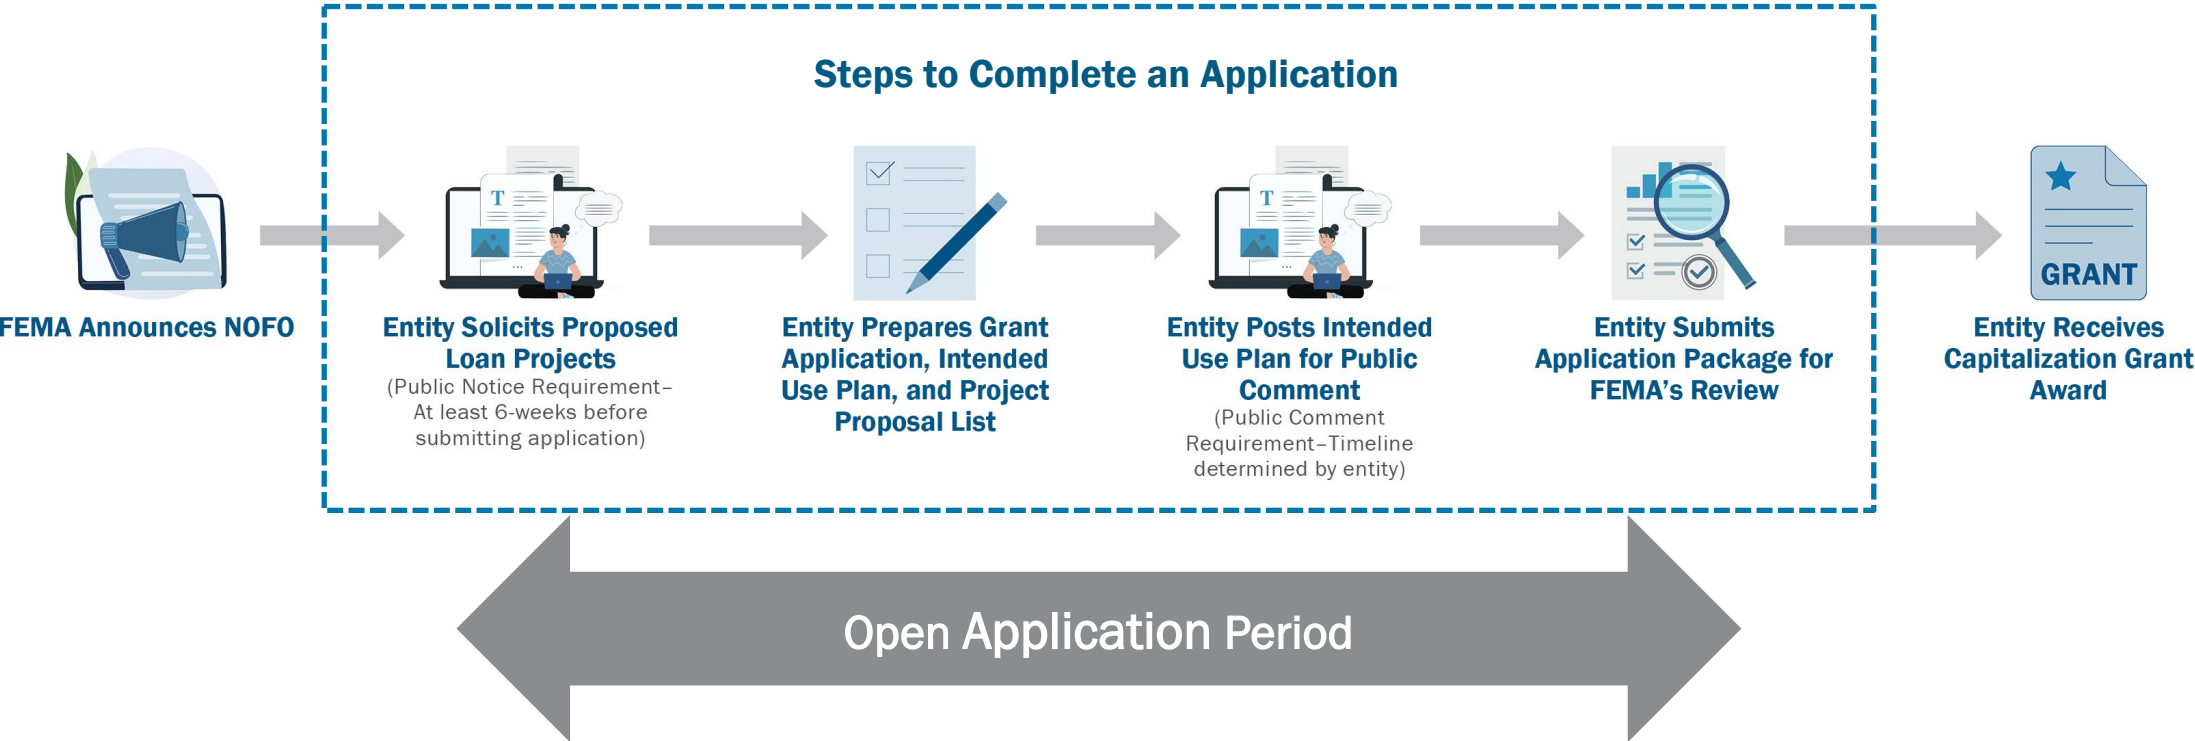 Steps to Complete an Application
FEMA Announces NOFO
Entity Solicits Proposed
Loan Projects
(Public Notice Requirement–
At least 6-weeks before
submitting application)
T
Entity Prepares Grant
Application, Intended
Use Plan, and Project
Proposal List
T
Entity Posts Intended
Use Plan for Public
Comment
(Public Comment
Requirement–Timeline
determined by entity)
Entity Submits
Application Package for
FEMA’s Review
GRANT
Entity Receives
Capitalization Grant
Award
Open Application Period